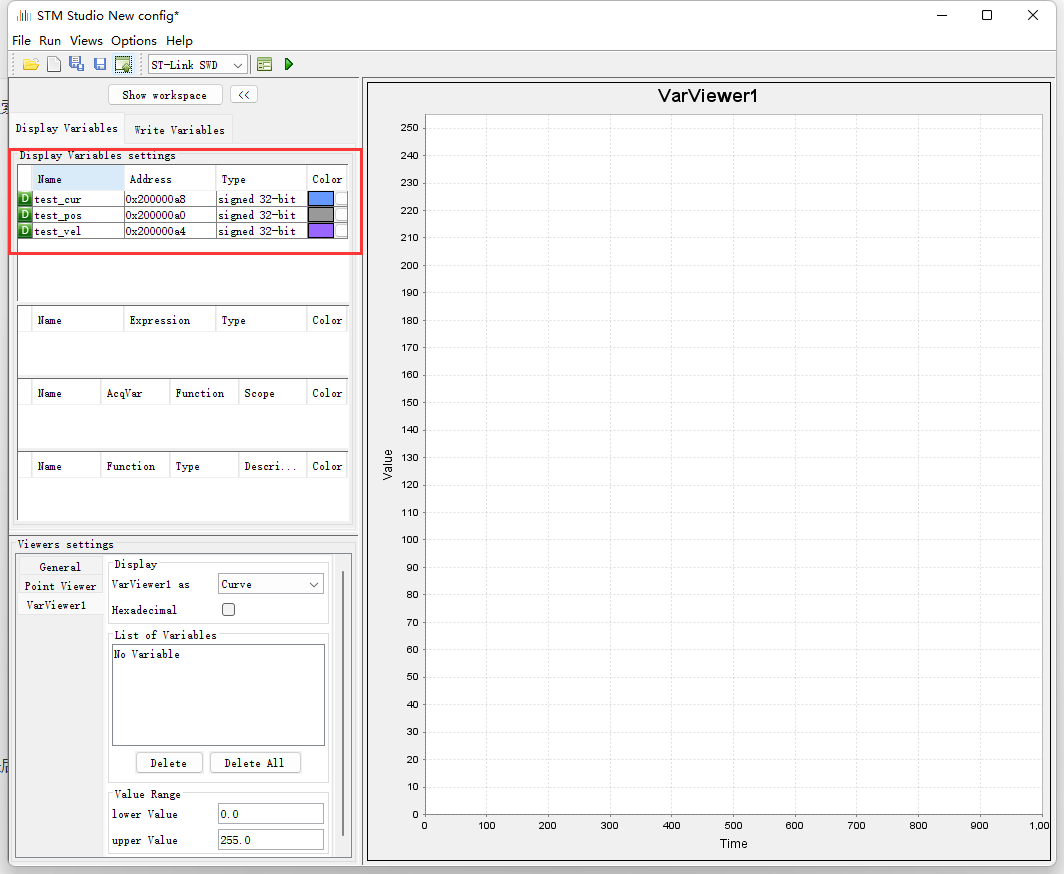 STM Studio New config*
File Run Views Options Help
ST-Link SWD
Show workspace <<
Display Variables Write Variables
Display Variables settings
Name Address Type Color
D test_cur 0x200000a8 signed 32-bit
D test_pos 0x200000a0 signed 32-bit
D test_vel 0x200000a4 signed 32-bit
Name Expression Type Color
Name AcqVar Function Scope Color
Name Function Type Descri... Color
Viewers settings
General
Point Viewer
VarViewer1
Display
VarViewer1 as Curve
Hexadecimal
List of Variables
No Variable
Delete Delete All
Value Range
lower Value 0.0
upper Value 255.0
VarViewer1
250
240
230
220
210
200
190
180
170
160
150
140
130
120
110
100
90
80
70
60
50
40
30
20
10
0
Value
0 100 200 300 400 500 600 700 800 900 1,00
Time